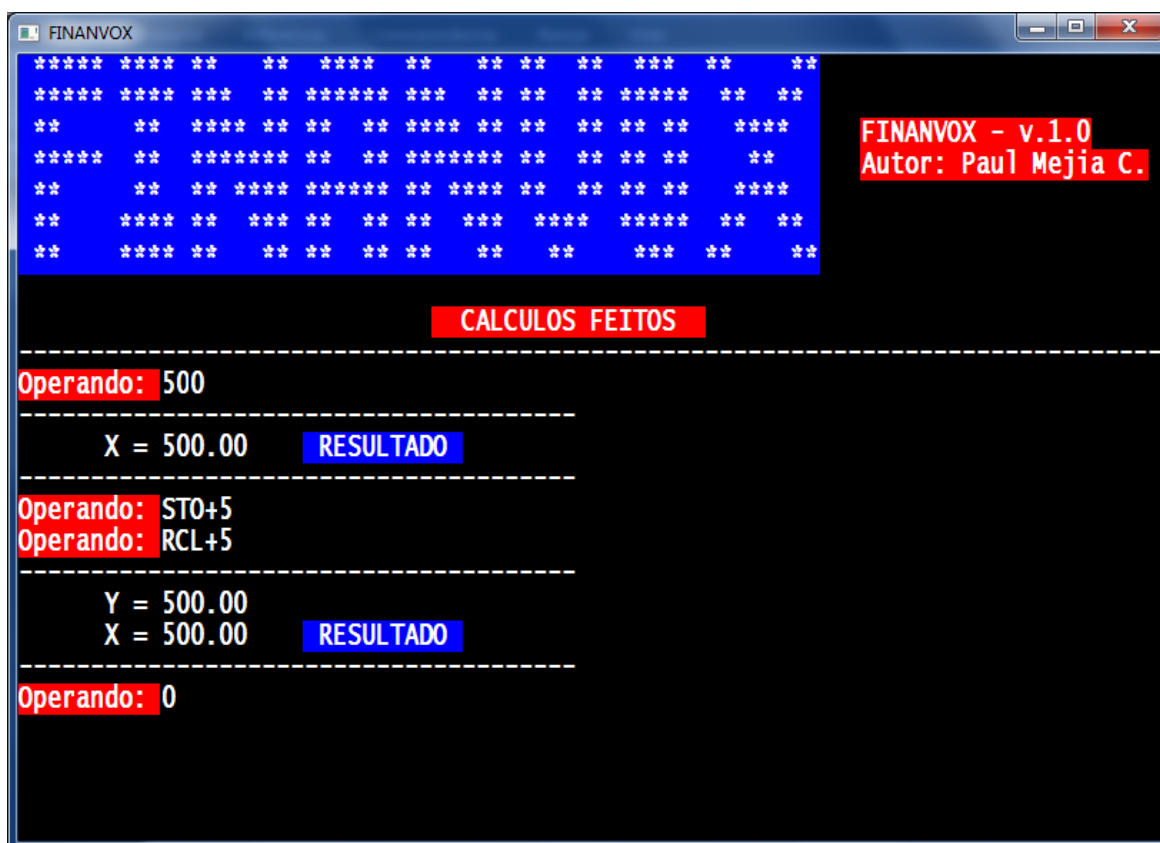 FINANVOX
***** **** **   **  ****  **    ** **  **  ***  **    **
***** **** ***  ** ****** ***   ** **  ** *****  **  **
**     **  **** ** **  ** **** ** **  ** ** **   ****
*****  **  ******* **  ** ******* **  ** ** **    **
**     **  ** **** ****** ** **** **  ** ** **   ****
**    **** **  *** **  ** **  ***  ****  *****  **  **
**    **** **   ** **  ** **   **   **    ***  **    **
FINANVOX - v.1.0
Autor: Paul Mejia C.
CALCULOS FEITOS
--------------------------------------------------------------------------------
Operando: 500
---------------------------------------
X = 500.00 RESULTADO
---------------------------------------
Operando: STO+5
Operando: RCL+5
---------------------------------------
Y = 500.00
X = 500.00 RESULTADO
---------------------------------------
Operando: 0